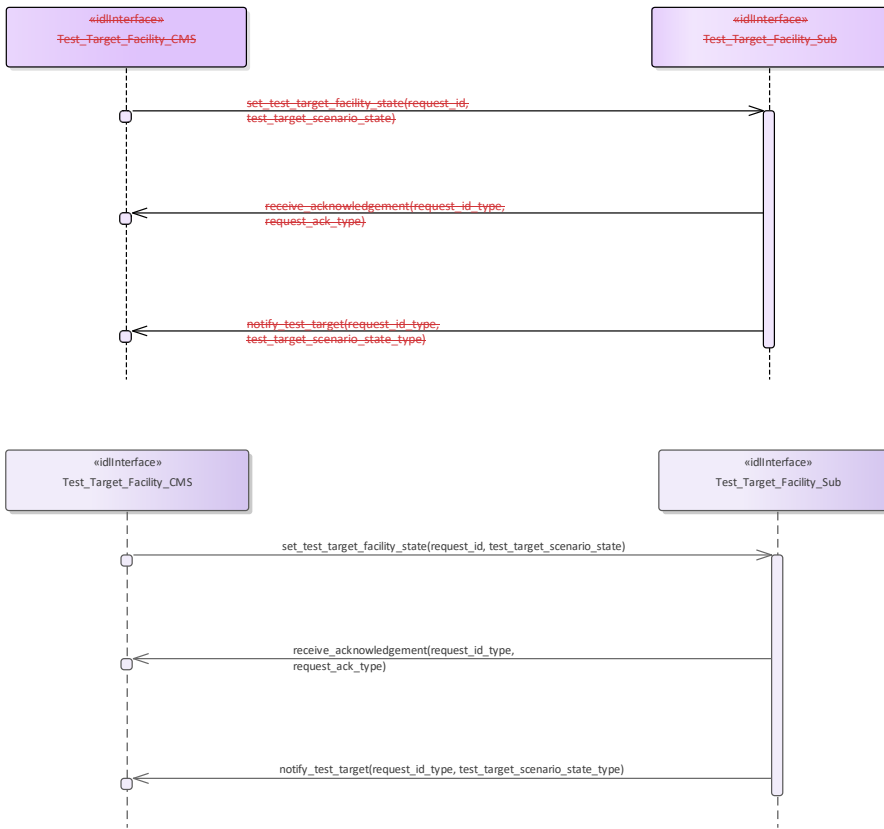 «idlInterface»
Test_Target_Facility_CMS
«idlInterface»
Test_Target_Facility_Sub
set_test_target_facility_state(request_id,
test_target_scenario_state)
receive_acknowledgement(request_id_type,
request_ack_type)
notify_test_target(request_id_type,
test_target_scenario_state_type)
«idlInterface»
Test_Target_Facility_CMS
«idlInterface»
Test_Target_Facility_Sub
set_test_target_facility_state(request_id, test_target_scenario_state)
receive_acknowledgement(request_id_type,
request_ack_type)
notify_test_target(request_id_type, test_target_scenario_state_type)